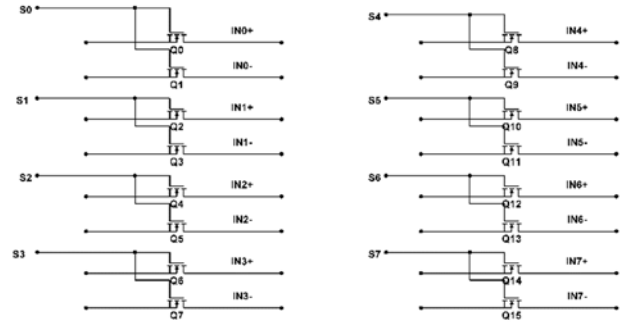 S0
IN0+
Q0
IN0-
Q1
S1
IN1+
Q2
IN1-
Q3
S2
IN2+
Q4
IN2-
Q5
S3
IN3+
Q6
IN3-
Q7
S4
IN4+
Q8
IN4-
Q9
S5
IN5+
Q10
IN5-
Q11
S6
IN6+
Q12
IN6-
Q13
S7
IN7+
Q14
IN7-
Q15